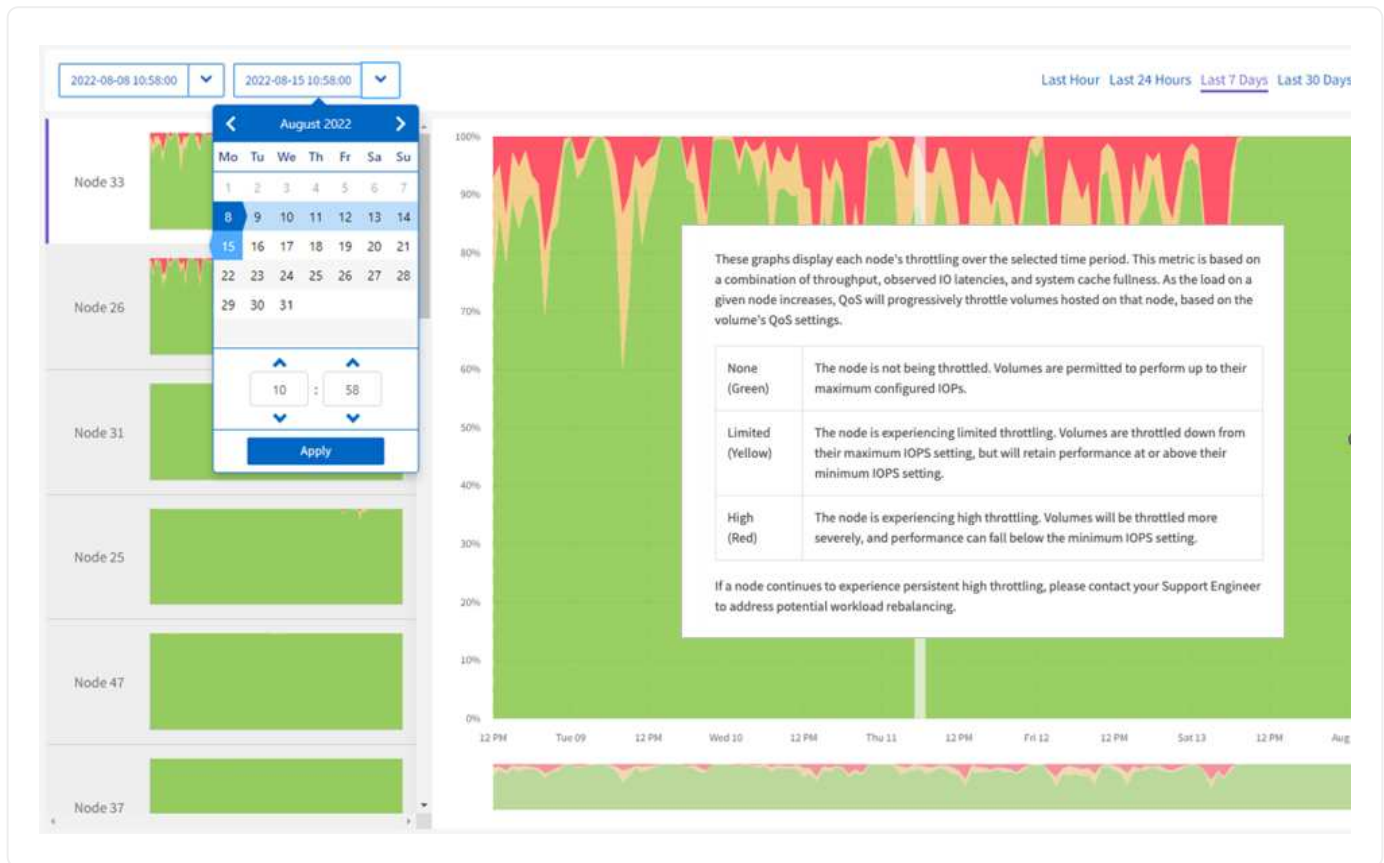 2022-08-08 10:58:00
2022-08-15 10:58:00
Last Hour Last 24 Hours Last 7 Days Last 30 Days
August 2022
Mo Tu We Th Fr Sa Su
1 2 3 4 5 6 7
8 9 10 11 12 13 14
15 16 17 18 19 20 21
22 23 24 25 26 27 28
29 30 31
10 : 58
Apply
Node 33
Node 26
Node 31
Node 25
Node 47
Node 37
100%
90%
80%
70%
60%
50%
40%
30%
20%
10%
0%
12 PM Tue 09 12 PM Wed 10 12 PM Thu 11 12 PM Fri 12 12 PM Sat 13 12 PM Aug
These graphs display each node's throttling over the selected time period. This metric is based on
a combination of throughput, observed IO latencies, and system cache fullness. As the load on a
given node increases, QoS will progressively throttle volumes hosted on that node, based on the
volume's QoS settings.
None
(Green)
The node is not being throttled. Volumes are permitted to perform up to their
maximum configured IOPs.
Limited
(Yellow)
The node is experiencing limited throttling. Volumes are throttled down from
their maximum IOPS setting, but will retain performance at or above their
minimum IOPS setting.
High
(Red)
The node is experiencing high throttling. Volumes will be throttled more
severely, and performance can fall below the minimum IOPS setting.
If a node continues to experience persistent high throttling, please contact your Support Engineer
to address potential workload rebalancing.